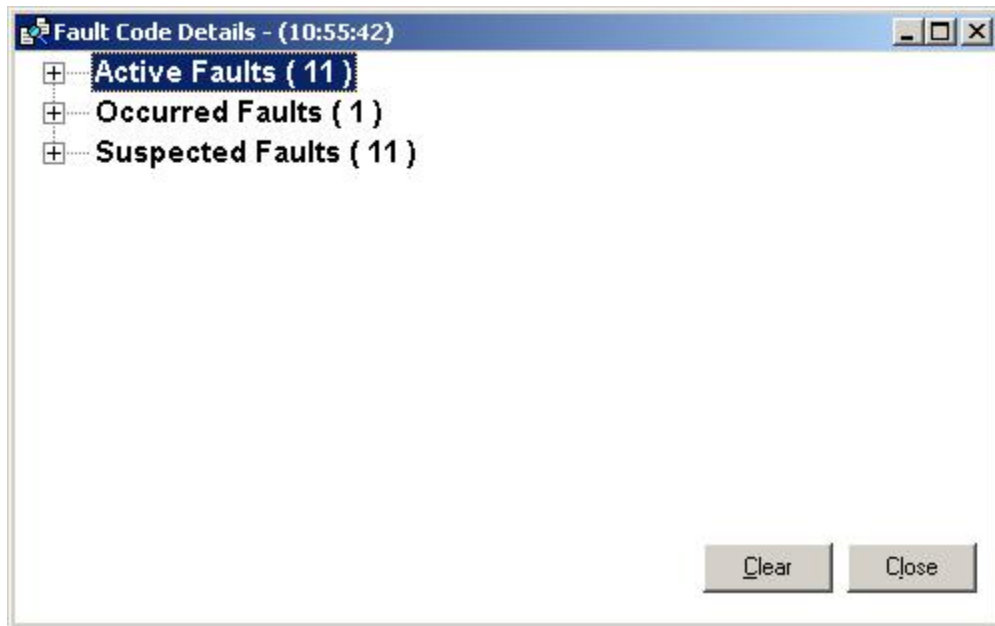 Fault Code Details - (10:55:42)
Active Faults ( 11 )
Occurred Faults ( 1 )
Suspected Faults ( 11 )
Clear
Close